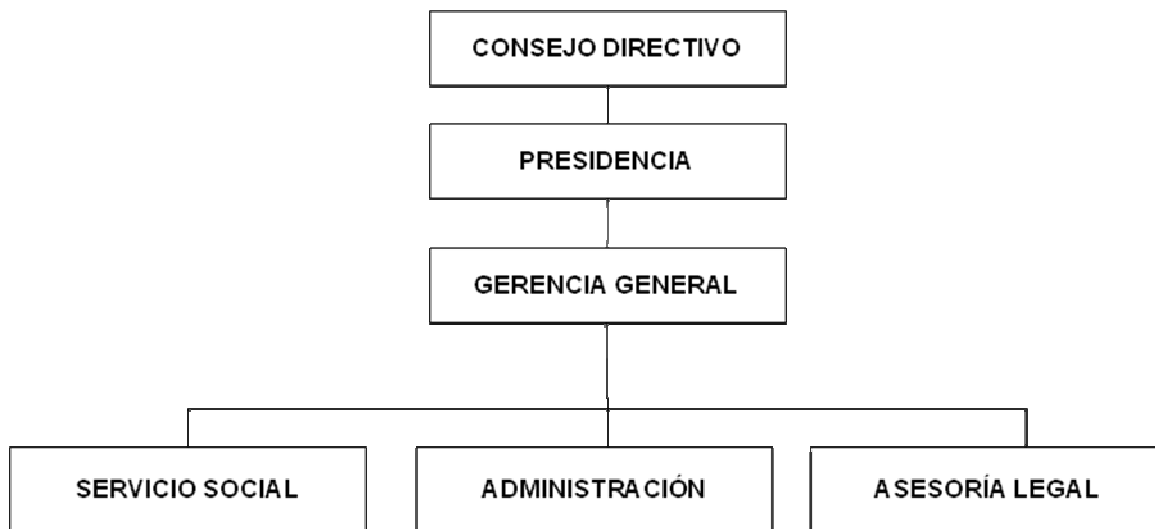 CONSEJO DIRECTIVO
PRESIDENCIA
GERENCIA GENERAL
SERVICIO SOCIAL
ADMINISTRACIÓN
ASESORÍA LEGAL